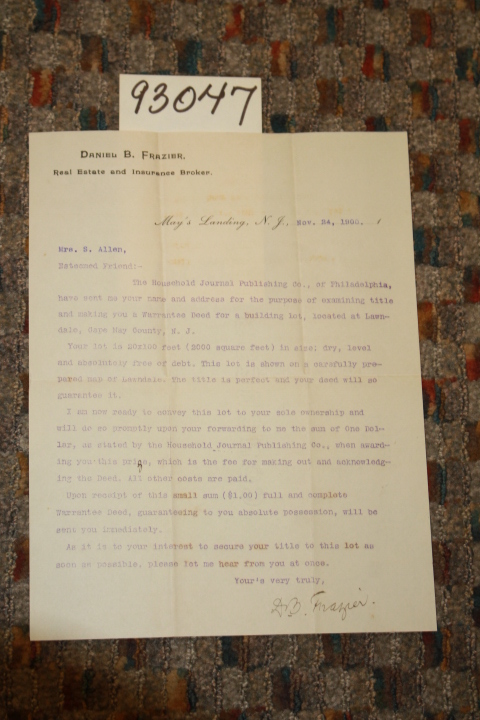 93047
DANIEL B. FRAZIER.
Real Estate and Insurance Broker.
May's Landing, N. J., Nov. 24, 1900. 1
Mrs. S. Allen,
Esteemed Friend:-
The Household Journal Publishing Co., of Philadelphia,
have sent me your name and address for the purpose of examining title
and making you a Warrantee Deed for a building lot, located at Lawn-
dale, Cape May County, N. J.
Your lot is 20x100 feet (2000 square feet) in size; dry, level
and absolutely free of debt. This lot is shown on a carefully pre-
pared map of Lawndale. The title is perfect and your deed will so
guarantee it.
I am now ready to convey this lot to your sole ownership and
will do so promptly upon your forwarding to me the sum of One Dol-
lar, as stated by the Household Journal Publishing Co., when award-
ing you this Prize, which is the fee for making out and acknowledg-
ing the Deed. All other costs are paid.
Upon receipt of this small sum ($1.00) full and complete
Warrantee Deed, guaranteeing to you absolute possession, will be
sent you immediately.
As it is to your interest to secure your title to this lot as
soon as possible, please let me hear from you at once.
Your's very truly,
D.B. Frazier.